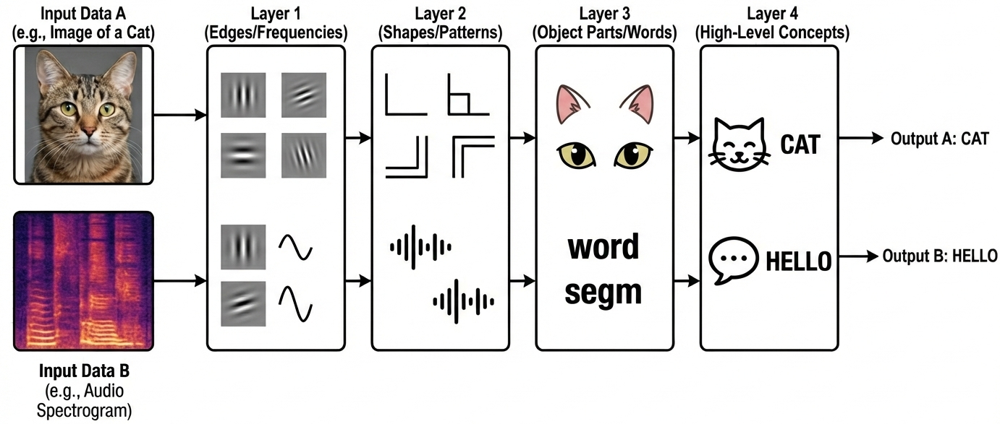 Input Data A
(e.g., Image of a Cat)
Layer 1
(Edges/Frequencies)
Layer 2
(Shapes/Patterns)
Layer 3
(Object Parts/Words)
Layer 4
(High-Level Concepts)
CAT
Output A: CAT
word
segm
HELLO
Output B: HELLO
Input Data B
(e.g., Audio
Spectrogram)